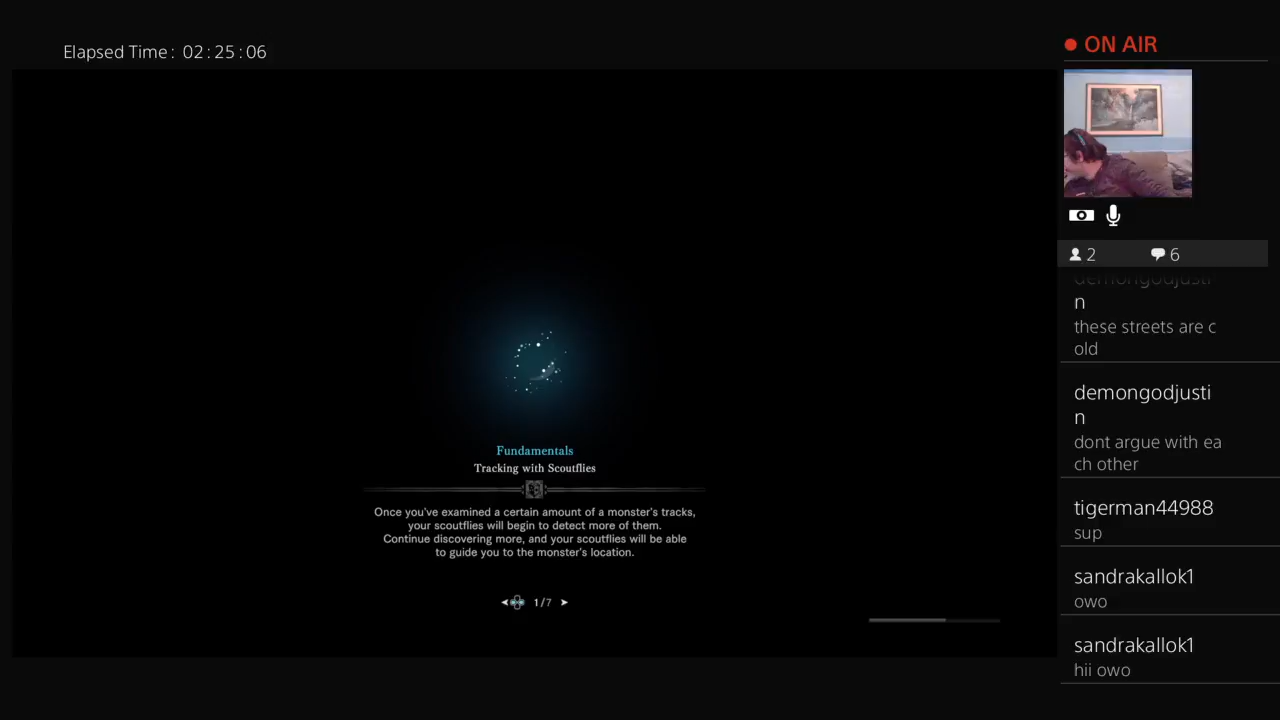 Elapsed Time: 02:25:06
ON AIR
2
6
demongodjusti
n
these streets are c
old
demongodjusti
n
dont argue with ea
ch other
tigerman44988
sup
sandrakallok1
owo
sandrakallok1
hii owo
Fundamentals
Tracking with Scoutflies
Once you've examined a certain amount of a monster's tracks,
your scoutflies will begin to detect more of them.
Continue discovering more, and your scoutflies will be able
to guide you to the monster's location.
1/7